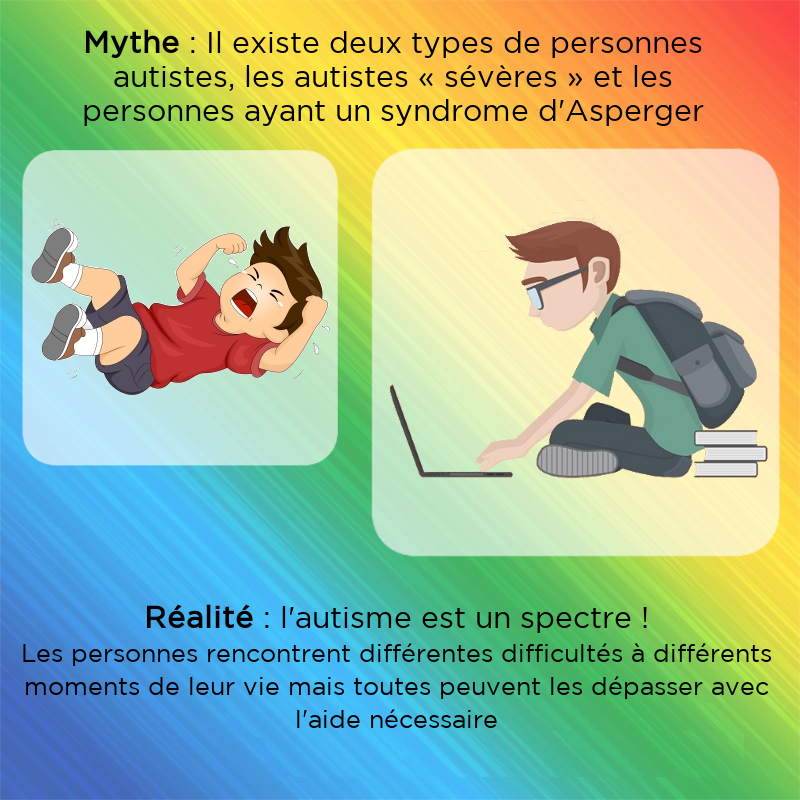 Mythe : Il existe deux types de personnes
autistes, les autistes « sévères » et les
personnes ayant un syndrome d'Asperger
Réalité : l'autisme est un spectre !
Les personnes rencontrent différentes difficultés à différents
moments de leur vie mais toutes peuvent les dépasser avec
l'aide nécessaire